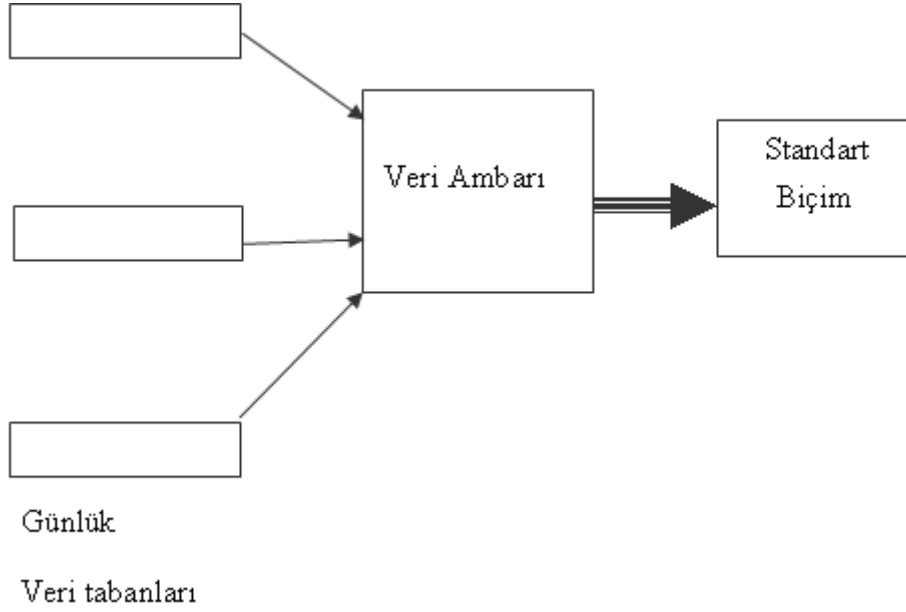 Veri Ambarı
Standart
Biçim
Günlük
Veri tabanları